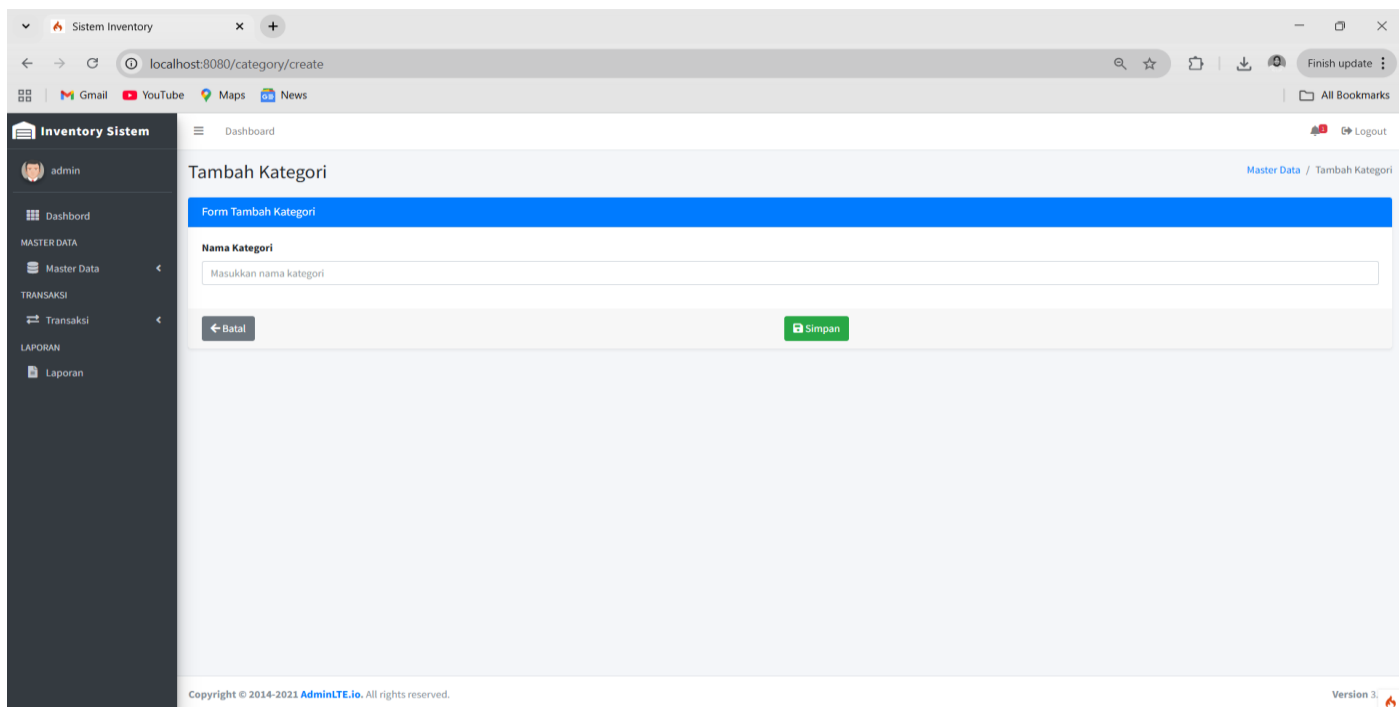 Sistem Inventory
localhost:8080/category/create
Finish update
Gmail YouTube Maps News All Bookmarks
Inventory Sistem Dashboard Logout
admin
Tambah Kategori Master Data / Tambah Kategori
Form Tambah Kategori
Dashbord
MASTER DATA
Nama Kategori
Master Data
Masukkan nama kategori
TRANSAKSI
Transaksi
Batal Simpan
LAPORAN
Laporan
Copyright © 2014-2021 AdminLTE.io. All rights reserved. Version 3.